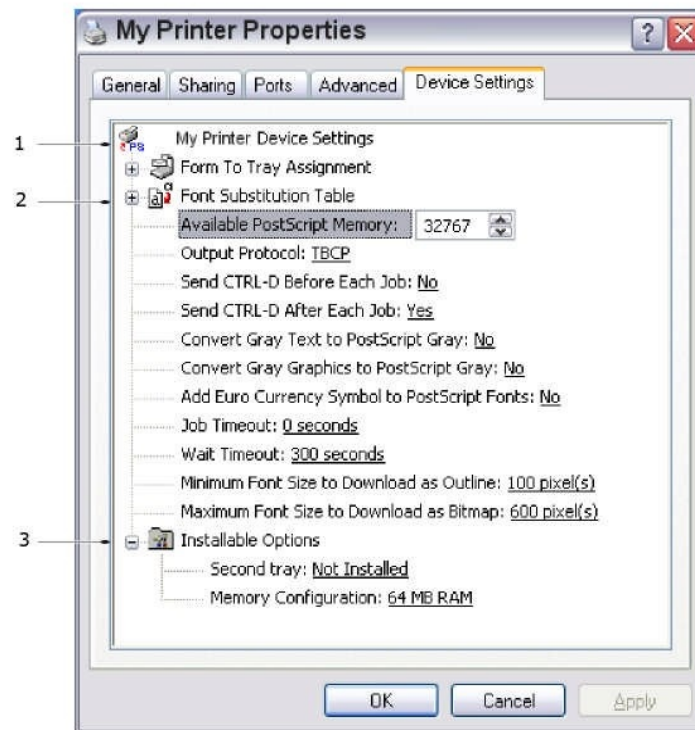 My Printer Properties
General Sharing Ports Advanced Device Settings
1 My Printer Device Settings
Form To Tray Assignment
2 Font Substitution Table
Available PostScript Memory: 32767
Output Protocol: TBCP
Send CTRL-D Before Each Job: No
Send CTRL-D After Each Job: Yes
Convert Gray Text to PostScript Gray: No
Convert Gray Graphics to PostScript Gray: No
Add Euro Currency Symbol to PostScript Fonts: No
Job Timeout: 0 seconds
Wait Timeout: 300 seconds
Minimum Font Size to Download as Outline: 100 pixel(s)
Maximum Font Size to Download as Bitmap: 600 pixel(s)
3 Installable Options
Second tray: Not Installed
Memory Configuration: 64 MB RAM
OK Cancel Apply